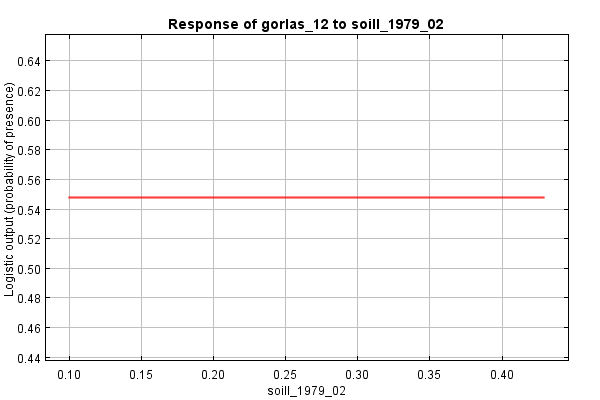 Response of gorlas_12 to soill_1979_02
Logistic output (probability of presence)
0.64
0.62
0.60
0.58
0.56
0.54
0.52
0.50
0.48
0.46
0.44
0.10 0.15 0.20 0.25 0.30 0.35 0.40
soill_1979_02